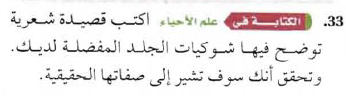 33. الكتابة في علم الأحياء اكتب قصيدة شعرية
توضح فيها شوكيات الجلد المفضلة لديك.
وتحقق أنك سوف تشير إلى صفاتها الحقيقية.